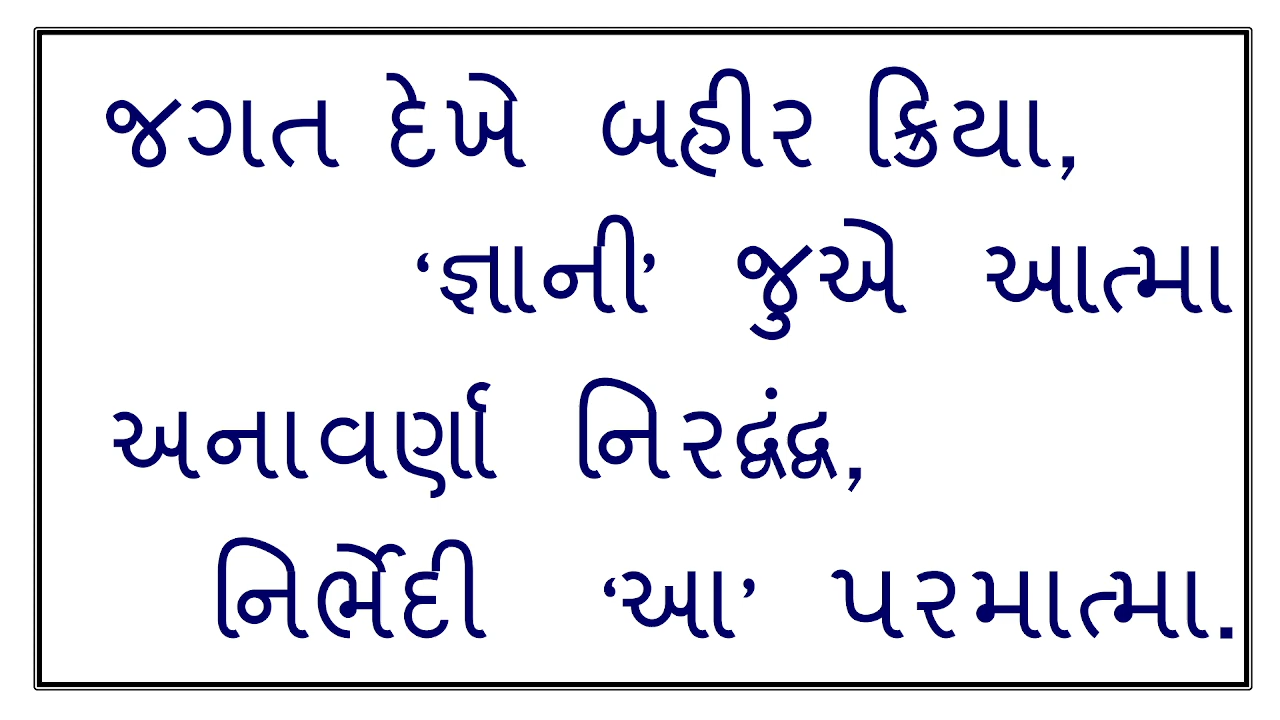 જગત દેખે બહીર ક્રિયા,
‘જ્ઞાની’ જુએ આત્મા
અનાવર્ણા નિરદ્વંદ્વ,
નિર્ભેદી ‘આ’ પરમાત્મા.